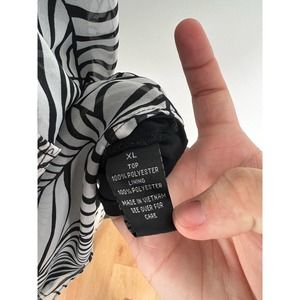 XL
TOP
100% POLYESTER
LINING
100% POLYESTER
MADE IN VIETNAM
SEE OVER FOR
CARE